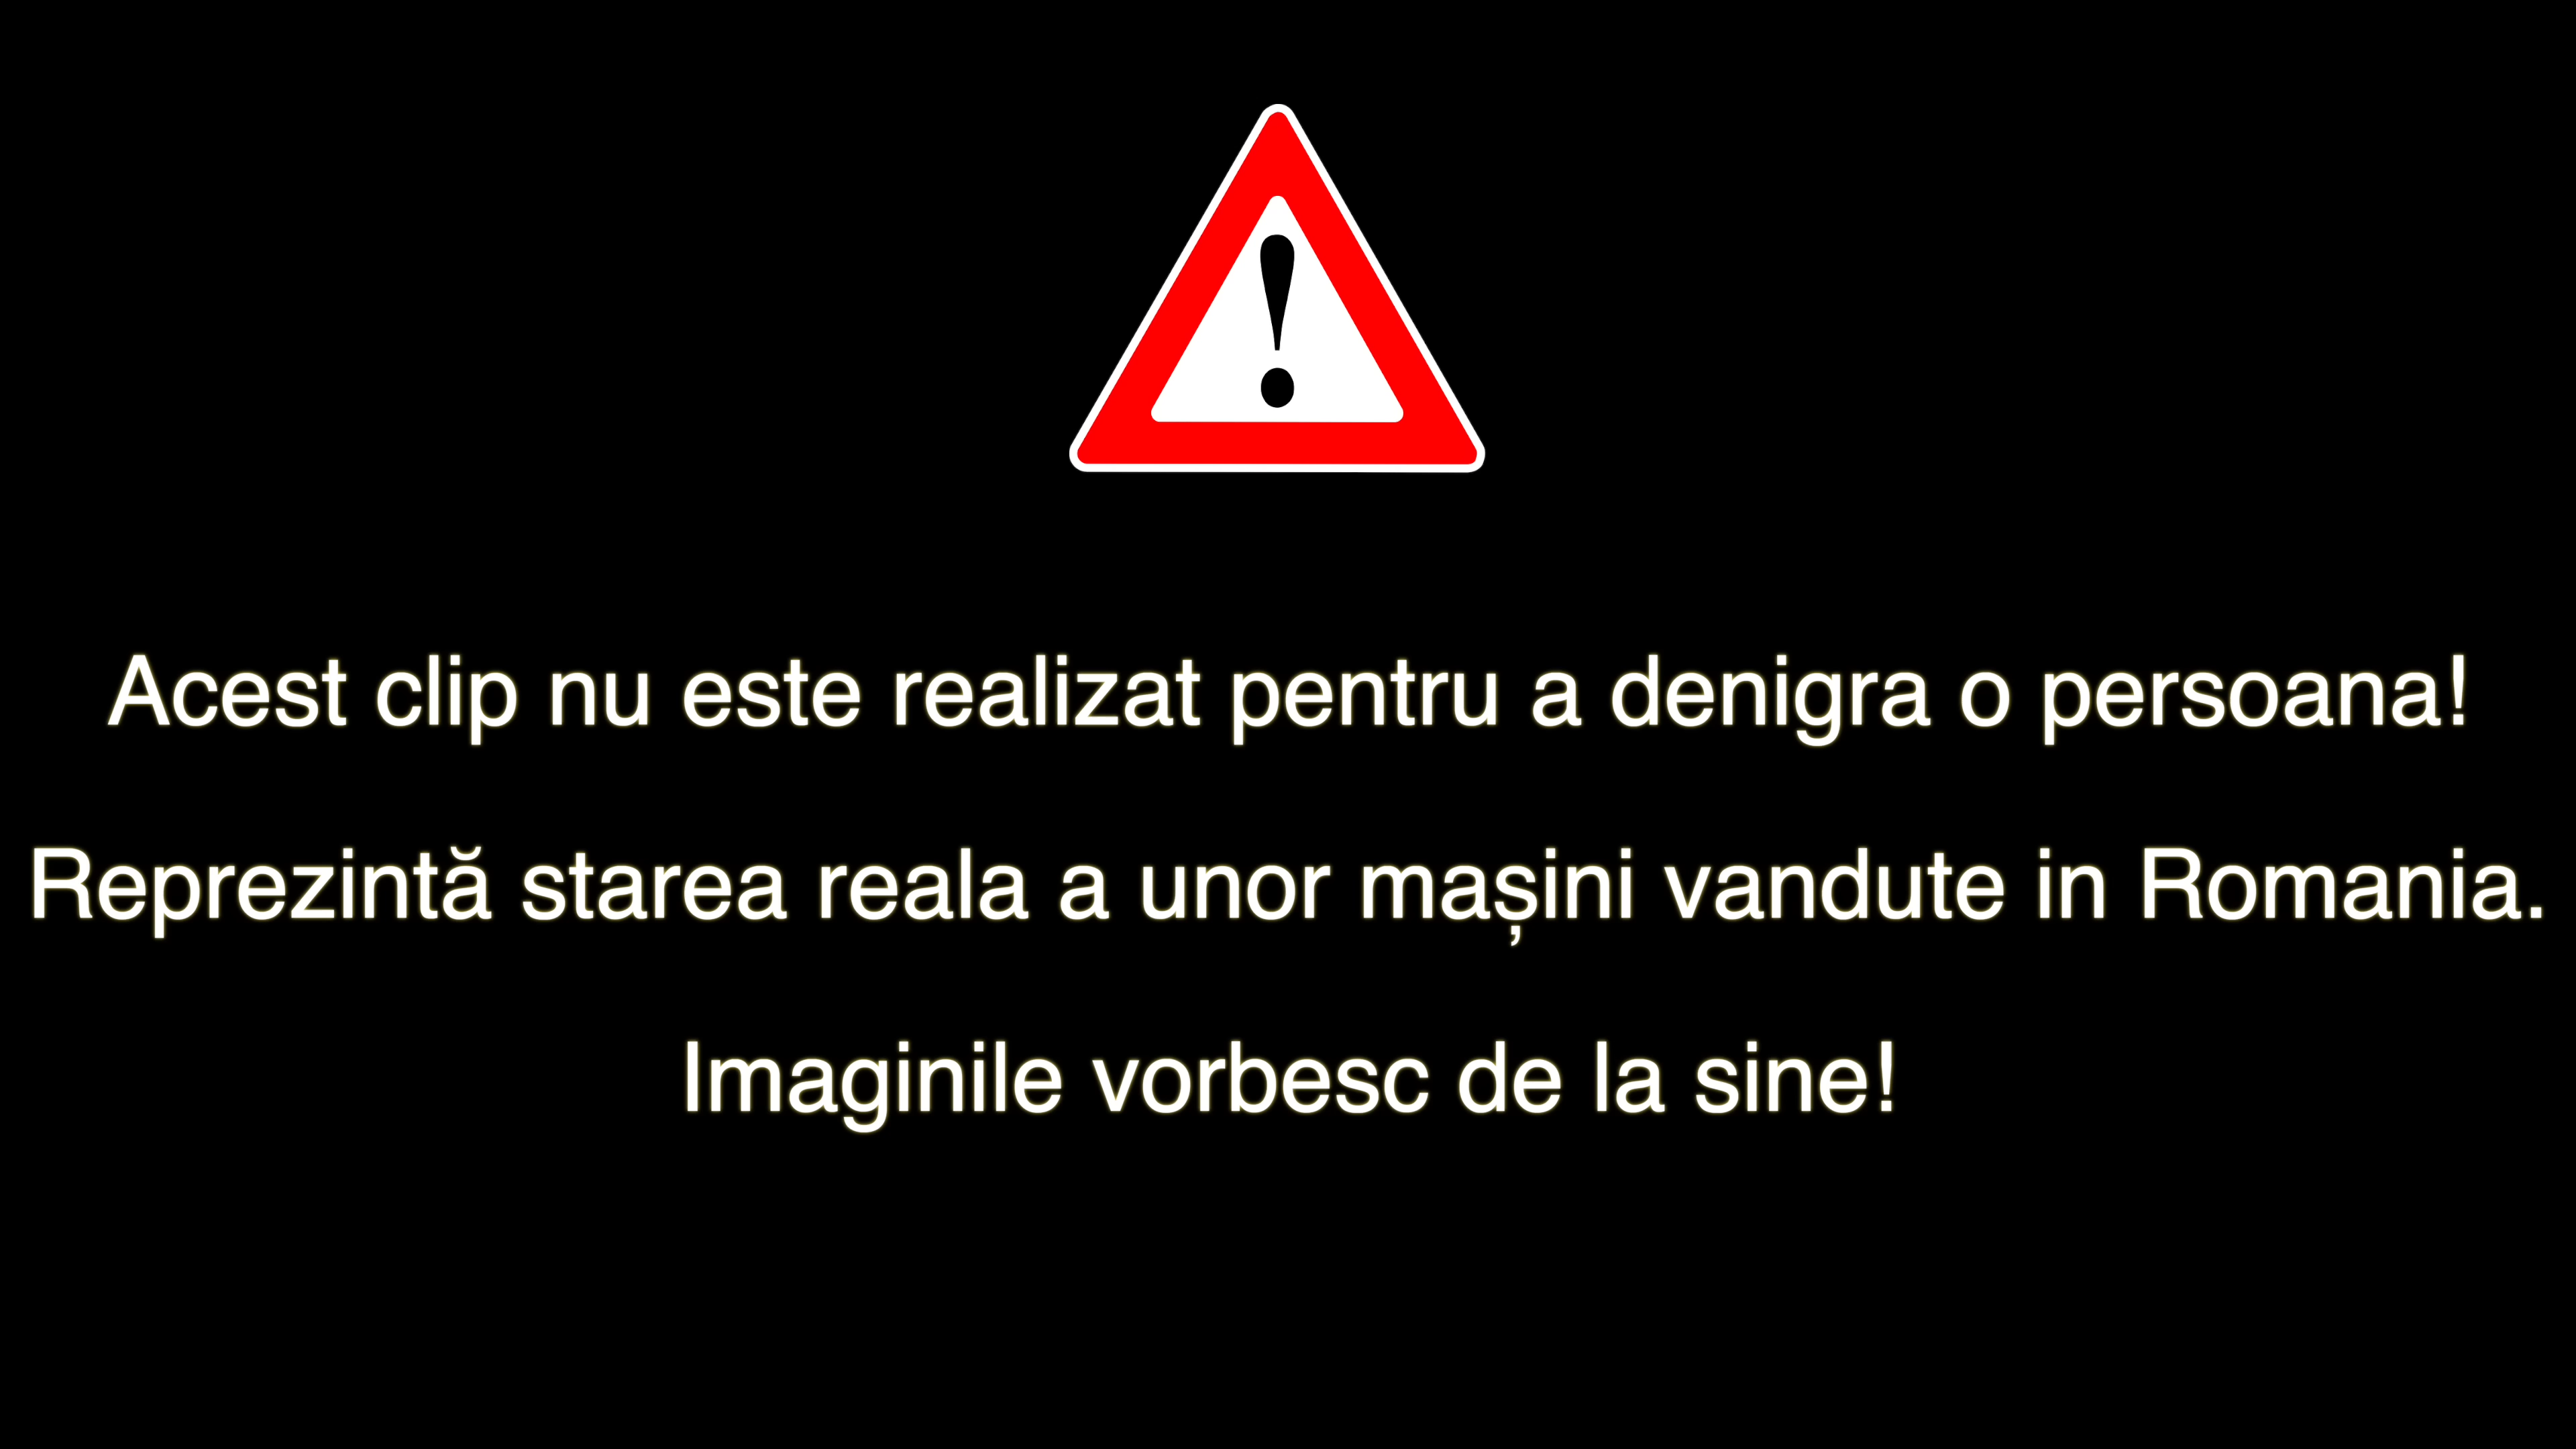 Acest clip nu este realizat pentru a denigra o persoana!
Reprezintă starea reala a unor mașini vandute in Romania.
Imaginile vorbesc de la sine!